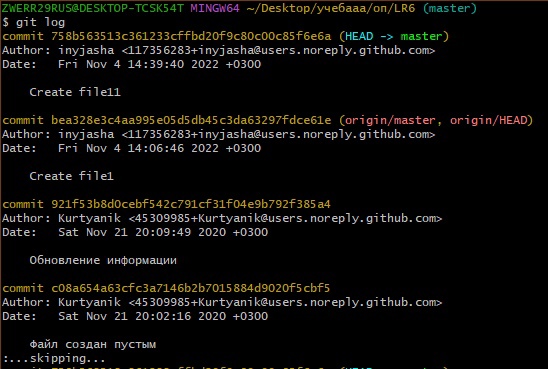 ZWERR29RUS@DESKTOP-TCSK54T MINGW64 ~/Desktop/учебааа/оп/LR6 (master)
$ git log
commit 758b563513c361233cffbd20f9c80c00c85f6e6a (HEAD -> master)
Author: inyjasha <117356283+inyjasha@users.noreply.github.com>
Date:   Fri Nov 4 14:39:40 2022 +0300
    Create file11
commit bea328e3c4aa995e05d5db45c3da63297fdce61e (origin/master, origin/HEAD)
Author: inyjasha <117356283+inyjasha@users.noreply.github.com>
Date:   Fri Nov 4 14:06:46 2022 +0300
    Create file1
commit 921f53b8d0cebf542c791cf31f04e9b792f385a4
Author: Kurtyanik <45309985+Kurtyanik@users.noreply.github.com>
Date:   Sat Nov 21 20:09:49 2020 +0300
    Обновление информации
commit c08a654a63cfc3a7146b2b7015884d9020f5cbf5
Author: Kurtyanik <45309985+Kurtyanik@users.noreply.github.com>
Date:   Sat Nov 21 20:02:16 2020 +0300
    Файл создан пустым
:...skipping...